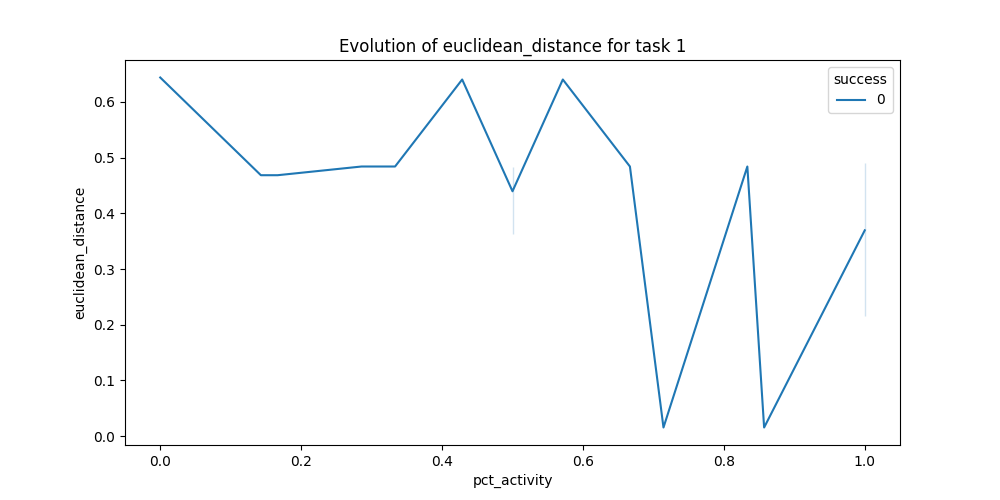 Evolution of euclidean_distance for task 1
success
0
euclidean_distance
0.6
0.5
0.4
0.3
0.2
0.1
0.0
0.0 0.2 0.4 0.6 0.8 1.0
pct_activity